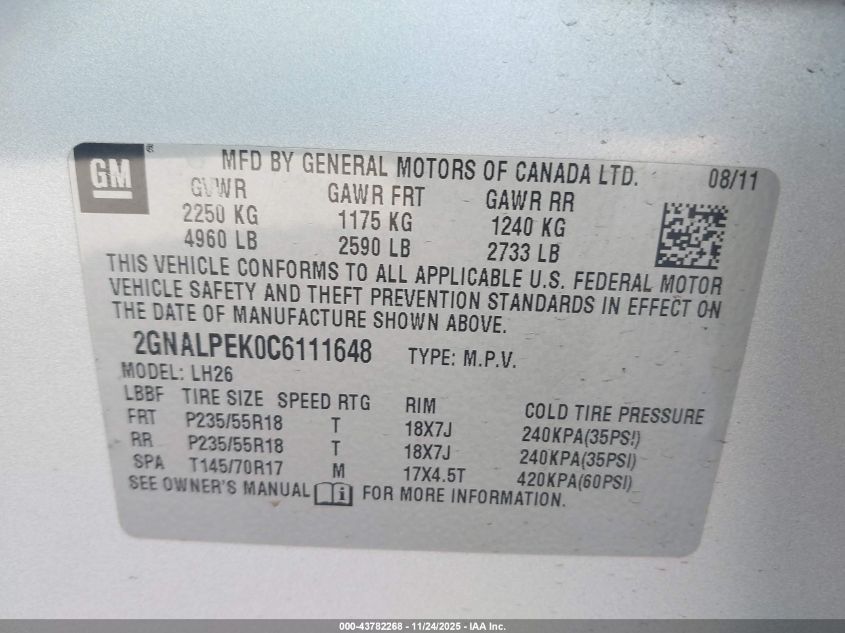 GM ® MFD BY GENERAL MOTORS OF CANADA LTD. 08/11
GVWR GAWR FRT GAWR RR
2250 KG 1175 KG 1240 KG
4960 LB 2590 LB 2733 LB
THIS VEHICLE CONFORMS TO ALL APPLICABLE U.S. FEDERAL MOTOR
VEHICLE SAFETY AND THEFT PREVENTION STANDARDS IN EFFECT ON
THE DATE OF MANUFACTURE SHOWN ABOVE.
2GNALPEK0C6111648 TYPE: M.P.V.
MODEL: LH26
LBBF TIRE SIZE SPEED RTG RIM COLD TIRE PRESSURE
FRT P235/55R18 T 18X7J 240KPA(35PSI)
RR P235/55R18 T 18X7J 240KPA(35PSI)
SPA T145/70R17 M 17X4.5T 420KPA(60PSI)
SEE OWNER'S MANUAL i FOR MORE INFORMATION.
000-43782268 - 11/24/2025 - IAA Inc.